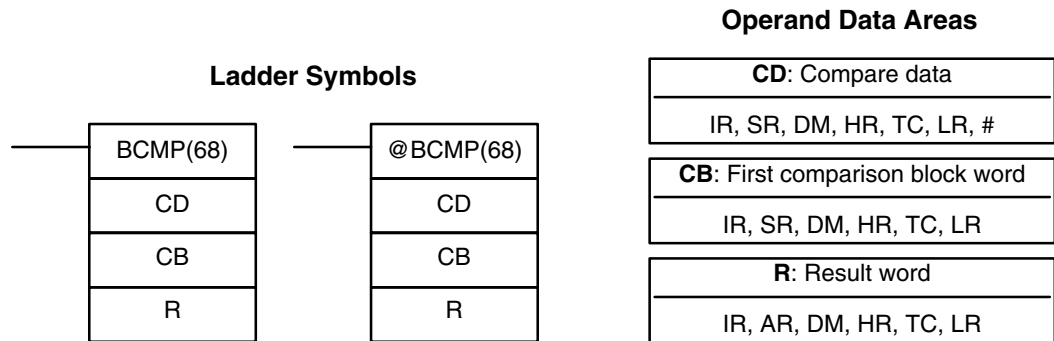 Ladder Symbols
BCMP(68)
CD
CB
R
@BCMP(68)
CD
CB
R
Operand Data Areas
CD: Compare data
IR, SR, DM, HR, TC, LR, #
CB: First comparison block word
IR, SR, DM, HR, TC, LR
R: Result word
IR, AR, DM, HR, TC, LR